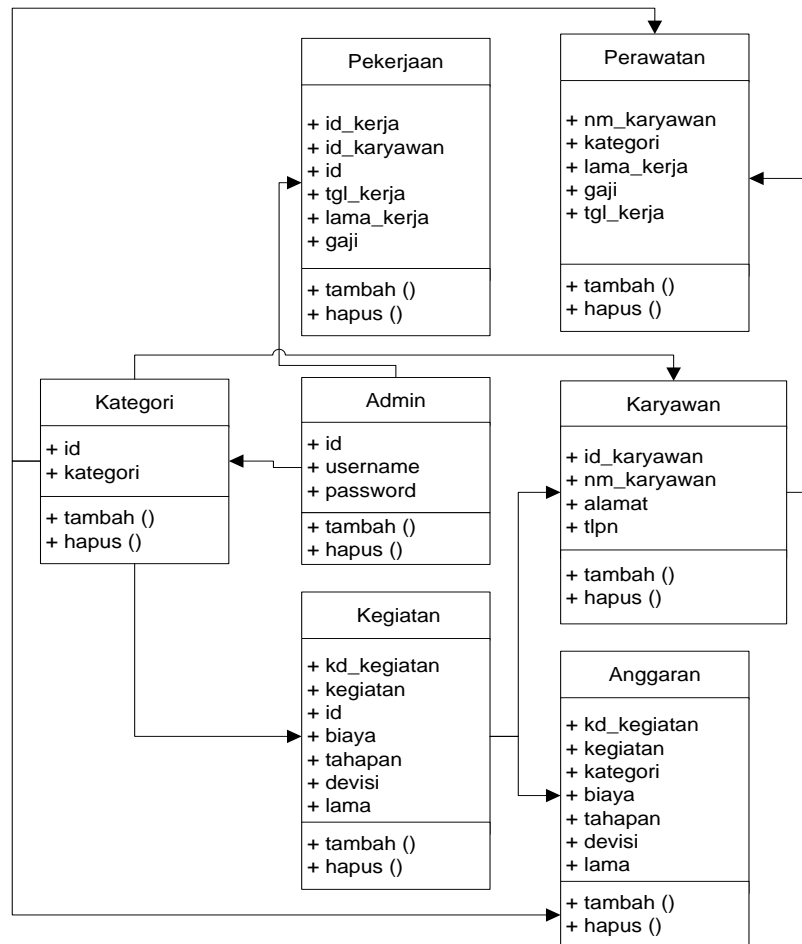 Pekerjaan
+ id_kerja
+ id_karyawan
+ id
+ tgl_kerja
+ lama_kerja
+ gaji
+ tambah ()
+ hapus ()
Perawatan
+ nm_karyawan
+ kategori
+ lama_kerja
+ gaji
+ tgl_kerja
+ tambah ()
+ hapus ()
Kategori
+ id
+ kategori
+ tambah ()
+ hapus ()
Admin
+ id
+ username
+ password
+ tambah ()
+ hapus ()
Karyawan
+ id_karyawan
+ nm_karyawan
+ alamat
+ tlpn
+ tambah ()
+ hapus ()
Kegiatan
+ kd_kegiatan
+ kegiatan
+ id
+ biaya
+ tahapan
+ devisi
+ lama
+ tambah ()
+ hapus ()
Anggaran
+ kd_kegiatan
+ kegiatan
+ kategori
+ biaya
+ tahapan
+ devisi
+ lama
+ tambah ()
+ hapus ()